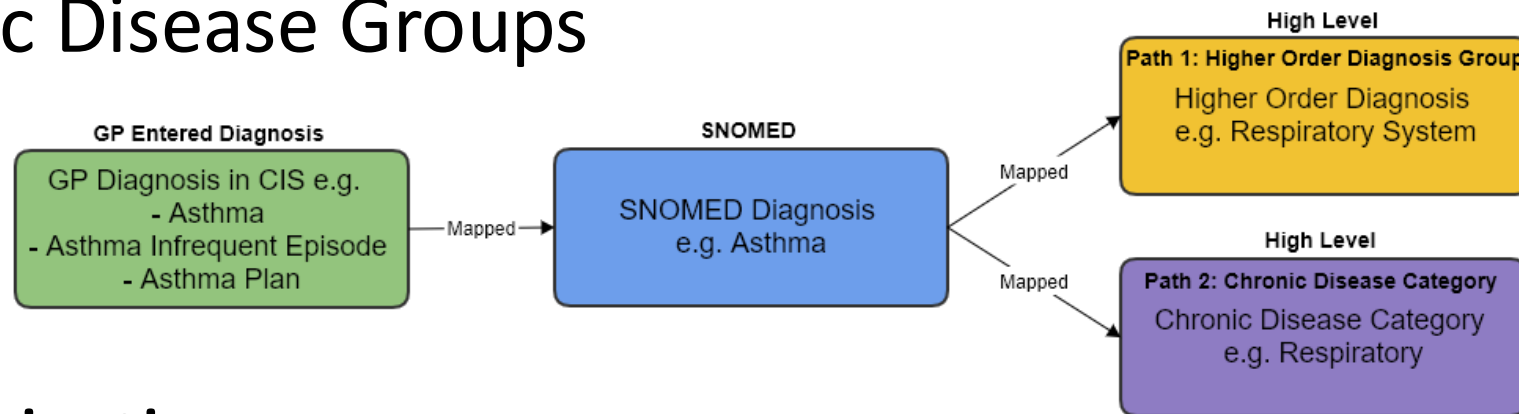 c Disease Groups
GP Entered Diagnosis
GP Diagnosis in CIS e.g.
- Asthma
- Asthma Infrequent Episode
- Asthma Plan
Mapped
SNOMED
SNOMED Diagnosis
e.g. Asthma
Mapped
High Level
Path 1: Higher Order Diagnosis Group
Higher Order Diagnosis
e.g. Respiratory System
Mapped
High Level
Path 2: Chronic Disease Category
Chronic Disease Category
e.g. Respiratory